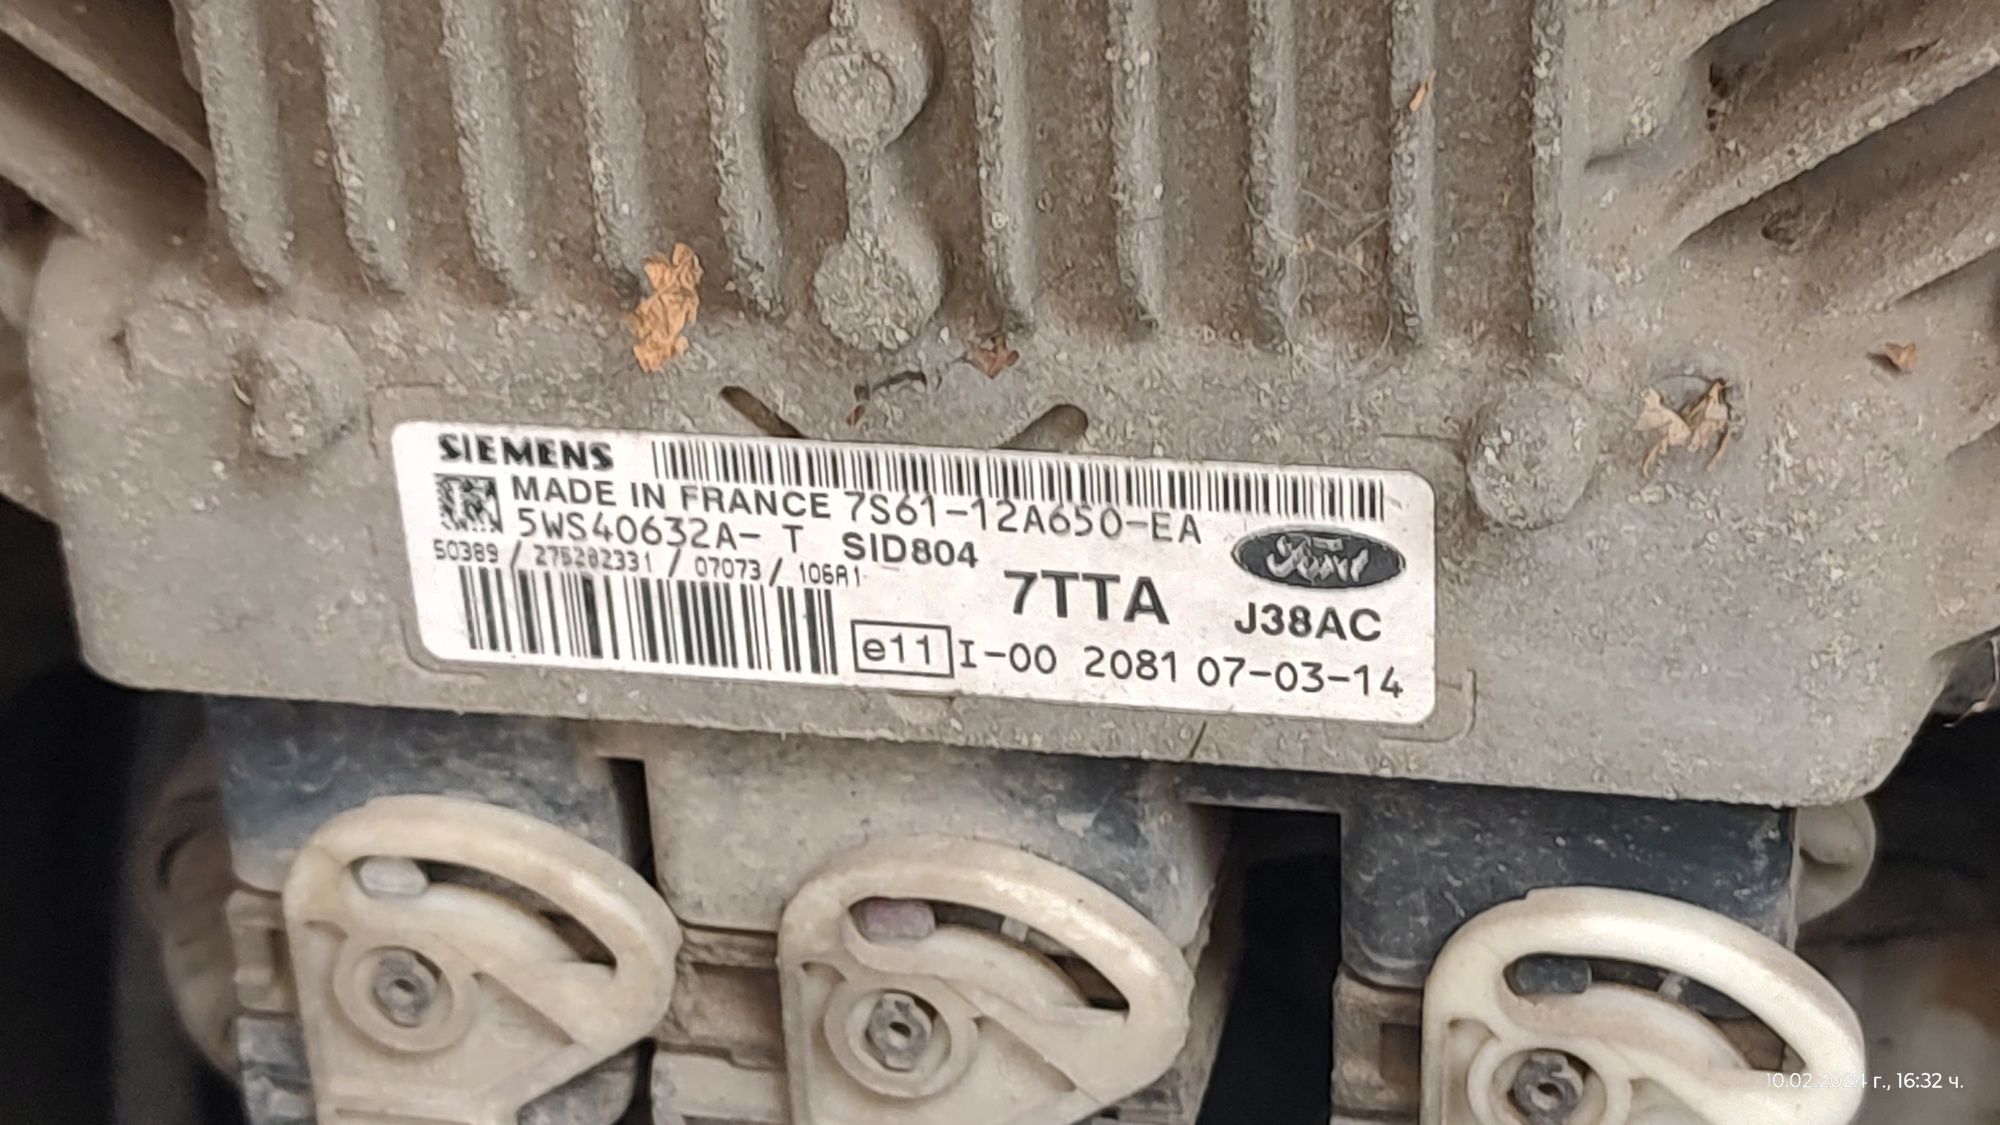 SIEMENS
MADE IN FRANCE 7S61-12A650-EA
5WS40632A- T SID804
50389 / 275202331 / 07073 / 106A1
Ford
7TTA J38AC
e11 I-00 2081 07-03-14
10.02.2024 г., 16:32 ч.